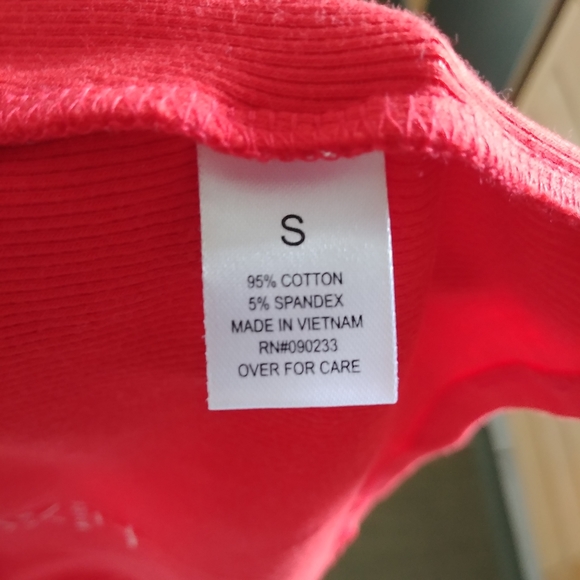 S
95% COTTON
5% SPANDEX
MADE IN VIETNAM
RN#090233
OVER FOR CARE